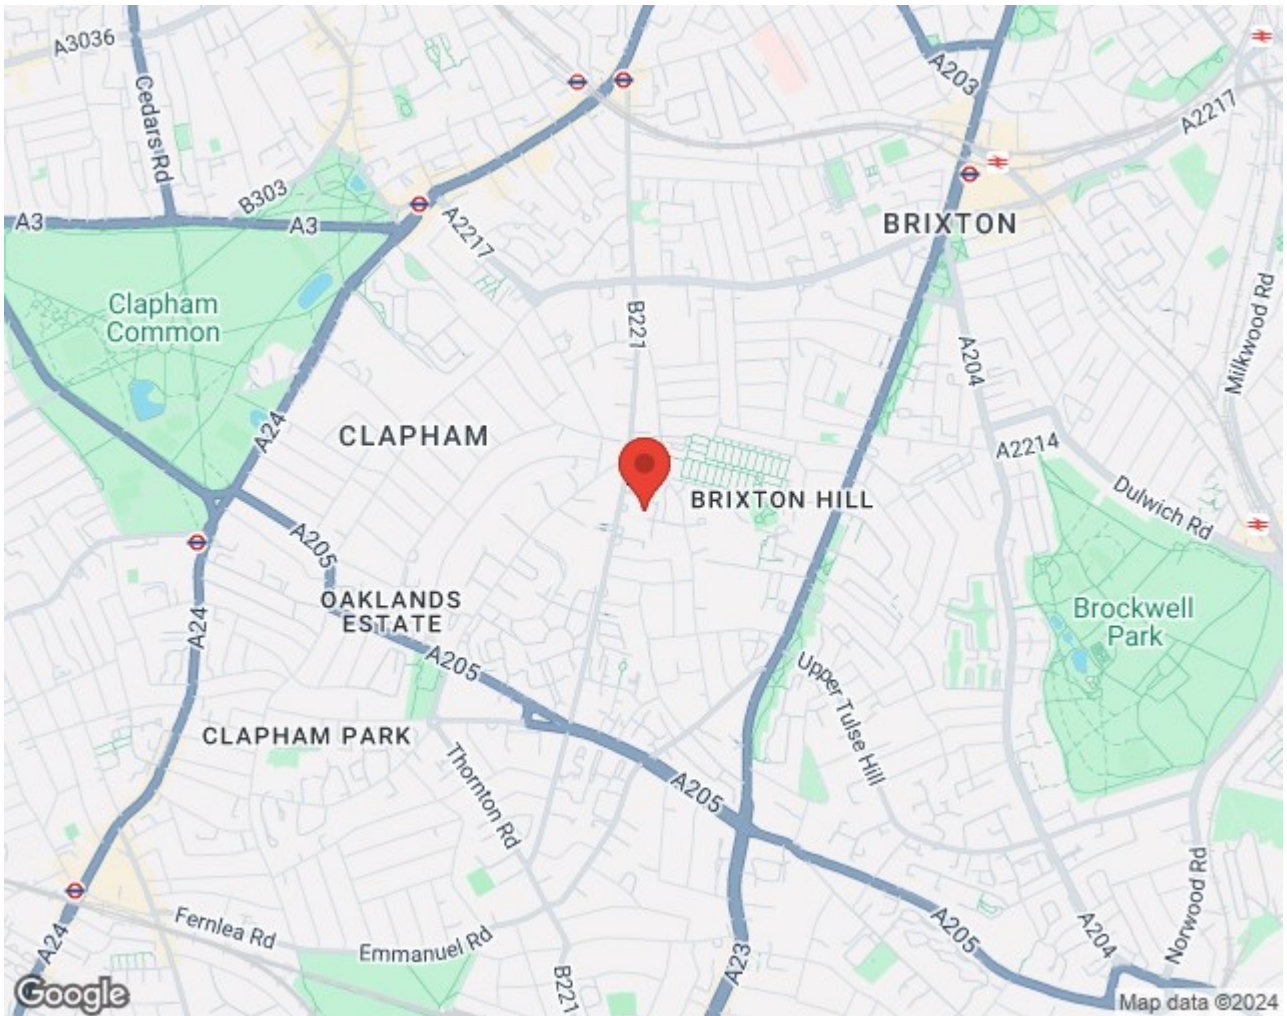 A3036
Cedars Rd
A203
A2217
B303
A3
A3
A2217
BRIXTON
Clapham
Common
B221
Milkwood Rd
A204
A24
CLAPHAM
A2214
Dulwich Rd
BRIXTON HILL
A205
OAKLANDS
ESTATE
A24
Brockwell
Park
A205
Upper Tulse Hill
CLAPHAM PARK
Thornton Rd
A205
Norwood Rd
Fernlea Rd
Emmanuel Rd
A24
B221
A23
A205
A204
Google
Map data ©2024